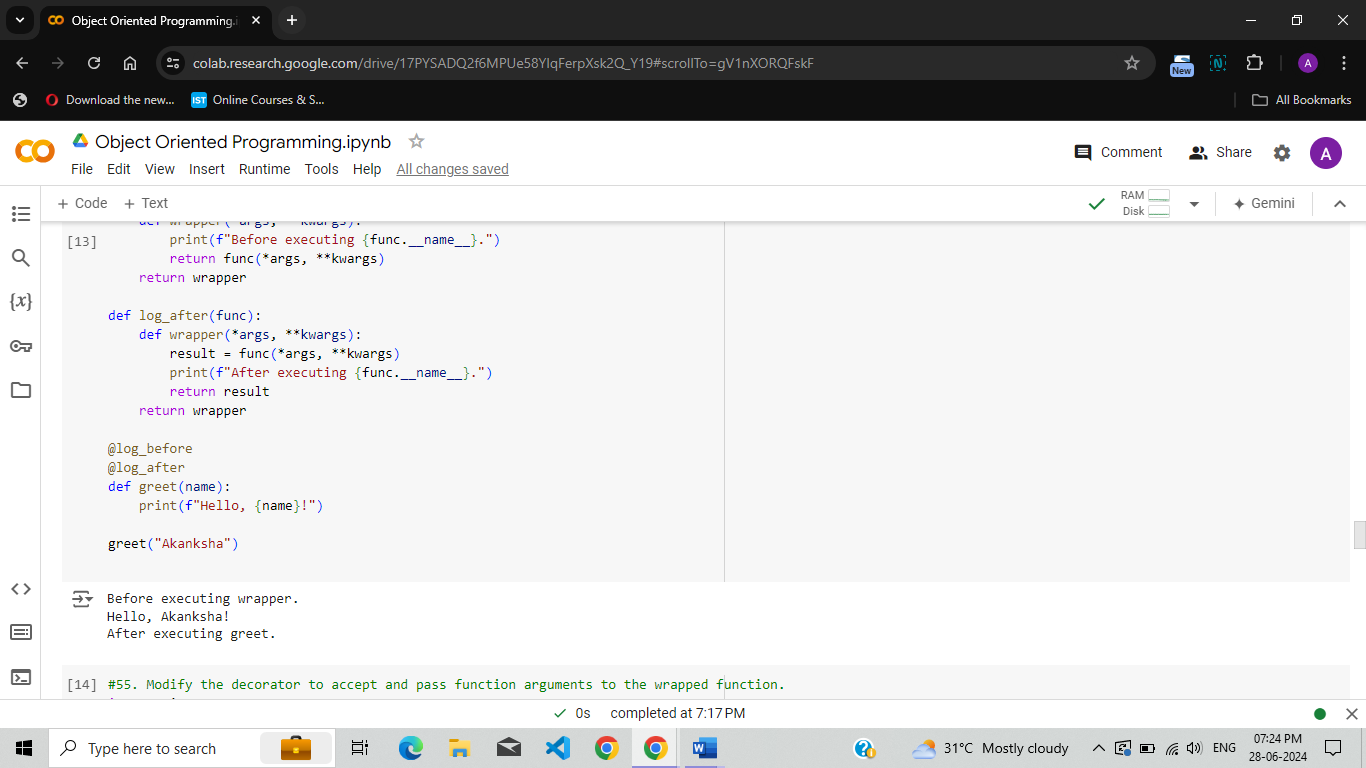 Object Oriented Programming.i
colab.research.google.com/drive/17PYSADQ2f6MPUe58YIqFerpXsk2Q_Y19#scrollTo=gV1nXORQFskF
New
N
A
Download the new...
IST
Online Courses & S...
All Bookmarks
Object Oriented Programming.ipynb
File Edit View Insert Runtime Tools Help All changes saved
Comment
Share
A
+ Code + Text
RAM
Disk
Gemini
{x}
[13]
def wrapper(*args, **kwargs):
print(f"Before executing {func.__name__}.")
return func(*args, **kwargs)
return wrapper
def log_after(func):
def wrapper(*args, **kwargs):
result = func(*args, **kwargs)
print(f"After executing {func.__name__}.")
return result
return wrapper
@log_before
@log_after
def greet(name):
print(f"Hello, {name}!")
greet("Akanksha")
Before executing wrapper.
Hello, Akanksha!
After executing greet.
[14] #55. Modify the decorator to accept and pass function arguments to the wrapped function.
0s completed at 7:17 PM
Type here to search
31°C Mostly cloudy
ENG
07:24 PM
28-06-2024